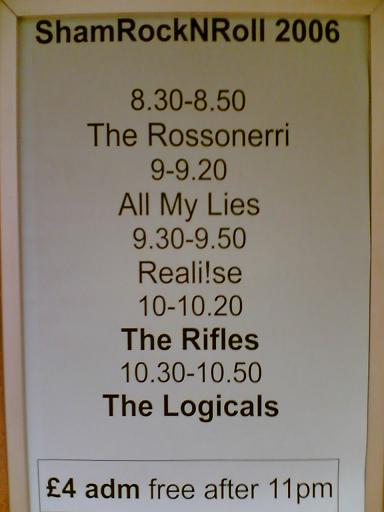 ShamRockNRoll 2006
8.30-8.50
The Rossonerri
9-9.20
All My Lies
9.30-9.50
Reali!se
10-10.20
The Rifles
10.30-10.50
The Logicals
£4 adm free after 11pm